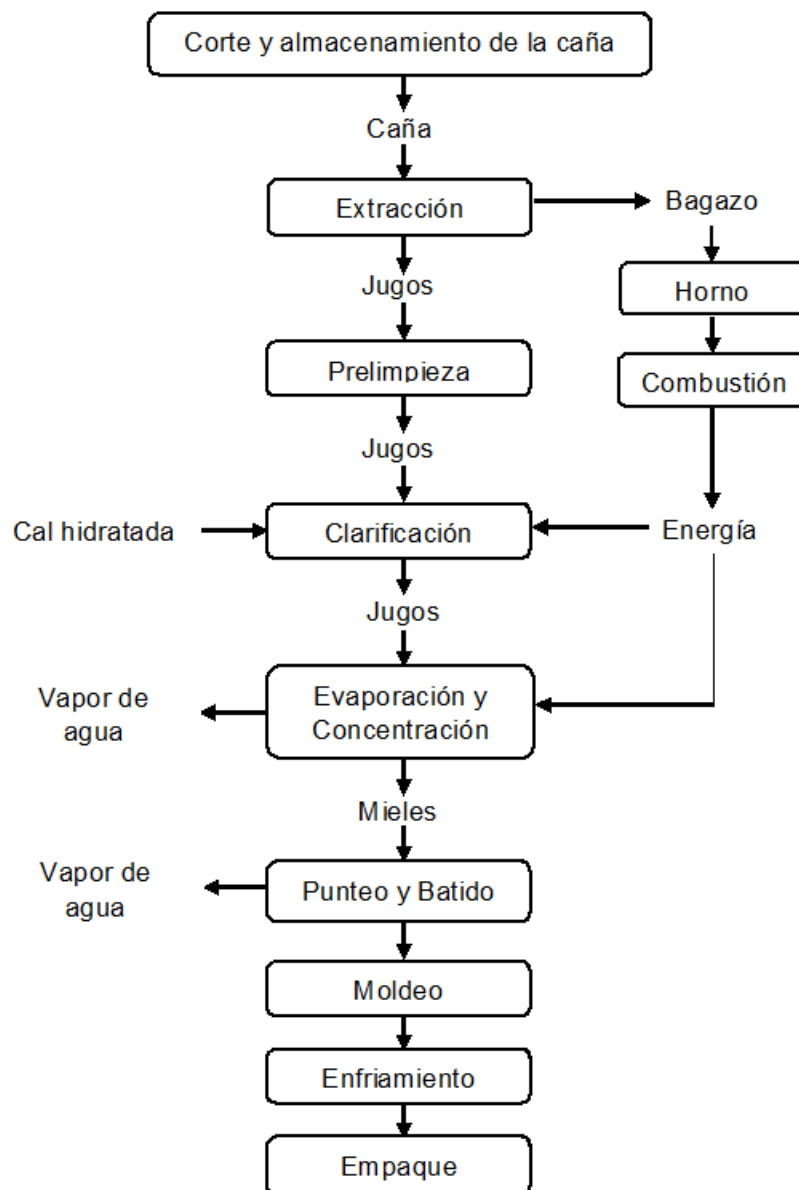 Corte y almacenamiento de la caña
Caña
Extracción
Bagazo
Jugos
Horno
Prelimpieza
Combustión
Jugos
Cal hidratada
Clarificación
Energía
Jugos
Vapor de
agua
Evaporación y
Concentración
Mieles
Vapor de
agua
Punteo y Batido
Moldeo
Enfriamiento
Empaque